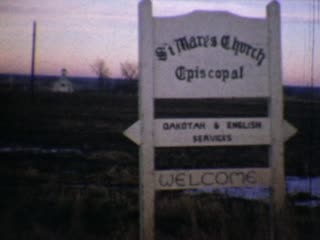 St Mary's Church
Episcopal
DAKOTAH & ENGLISH
SERVICES
WELCOME